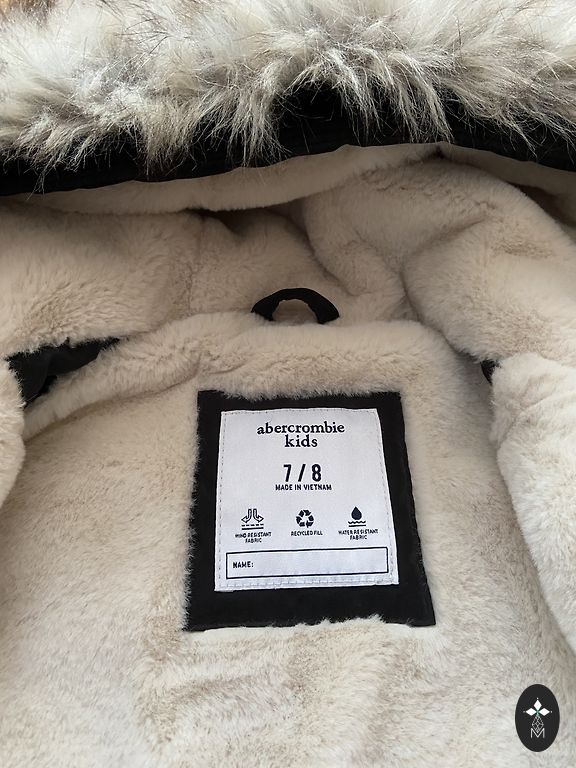 abercrombie
kids
7/8
MADE IN VIETNAM
WIND RESISTANT
FABRIC
RECYCLED FILL
WATER RESISTANT
FABRIC
NAME:
M